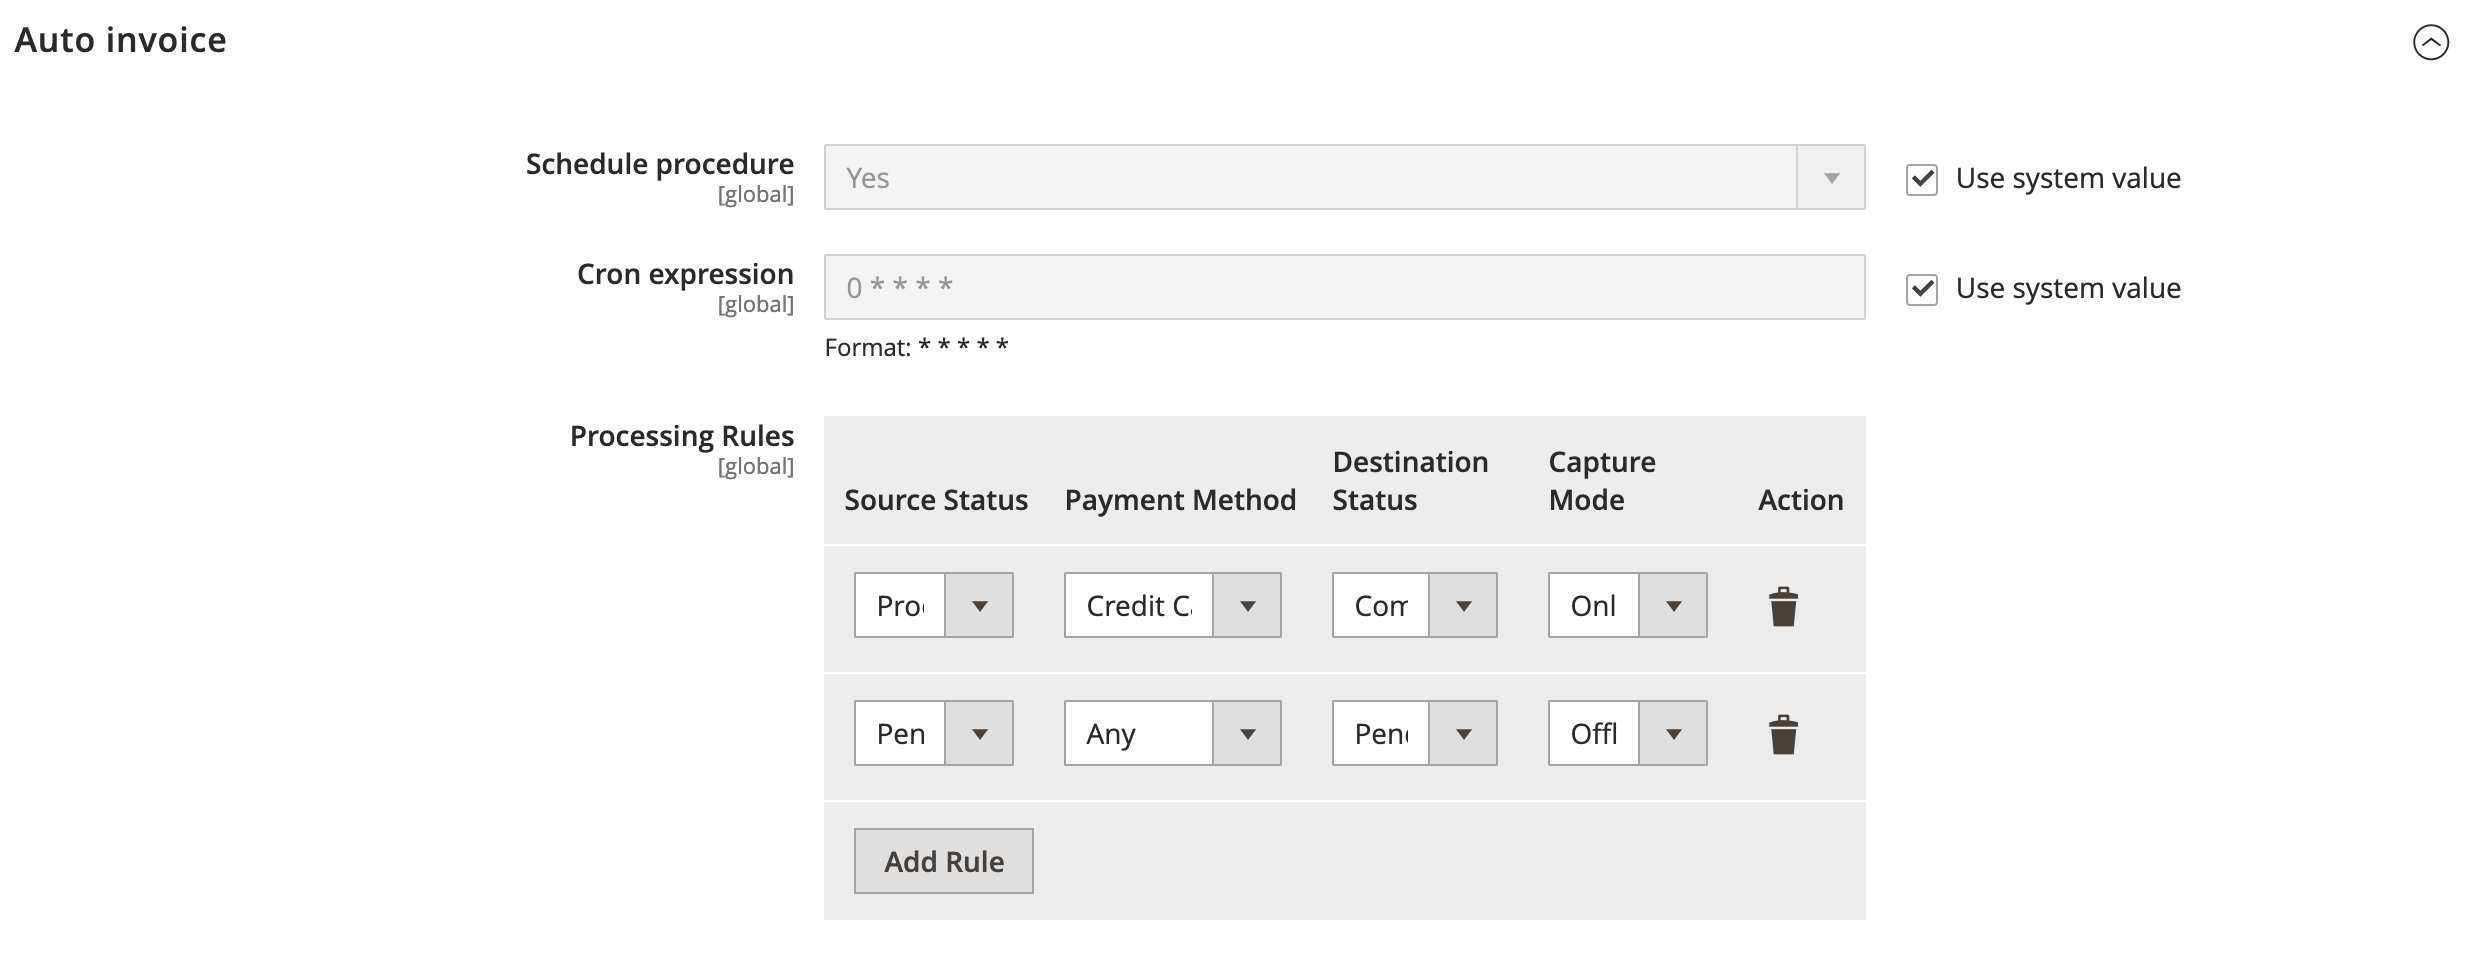 Auto invoice
Schedule procedure
[global]
Yes
Use system value
Cron expression
[global]
0 * * * *
Use system value
Format: * * * * *
Processing Rules
[global]
Source Status Payment Method Destination Status Capture Mode Action
Pro Credit C Com Onl
Pen Any Pen Offl
Add Rule